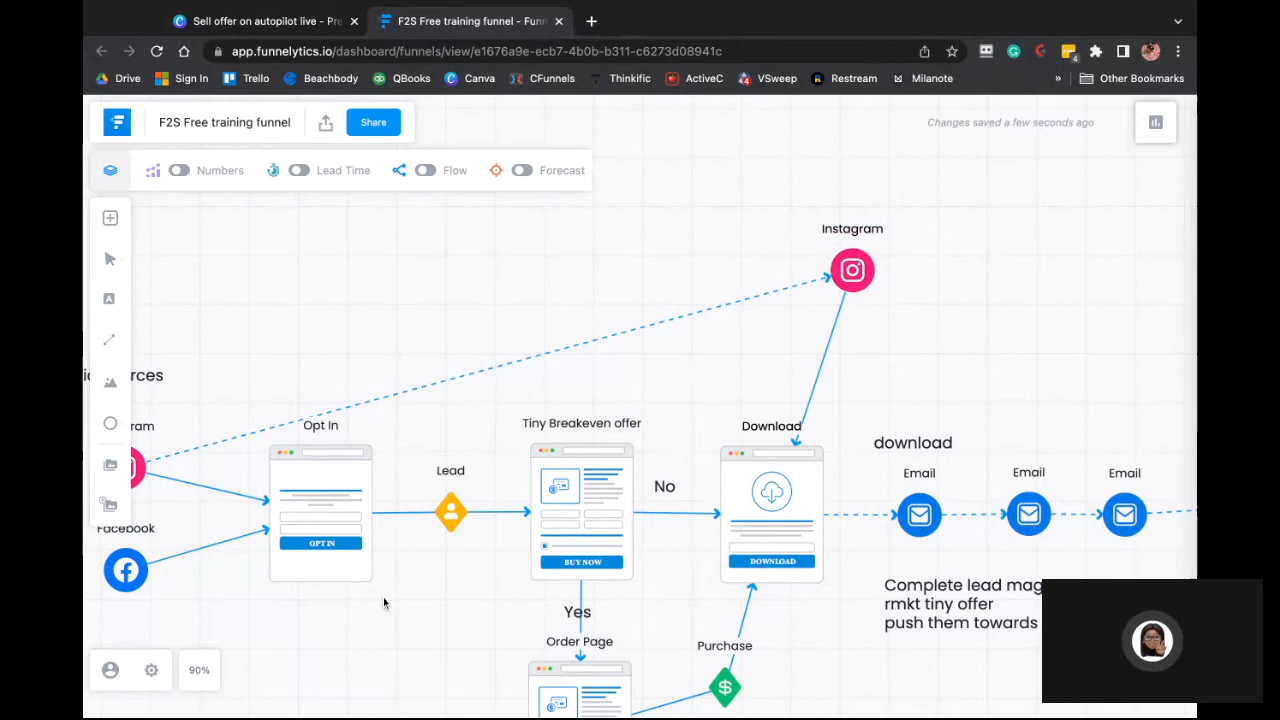 Sell offer on autopilot live - Pre
F2S Free training funnel - Funn
app.funnelytics.io/dashboard/funnels/view/e1676a9e-ecb7-4b0b-b311-c6273d08941c
4
Drive
Sign In
Trello
Beachbody
QBooks
Canva
CFunnels
Thinkific
ActiveC
VSweep
Restream
Milanote
»
Other Bookmarks
F2S Free training funnel
Share
Changes saved a few seconds ago
Numbers
Lead Time
Flow
Forecast
Instagram
ic
urces
ram
Opt In
Tiny Breakeven offer
Download
download
Lead
No
Email
Email
Email
Facebook
OPT IN
BUY NOW
DOWNLOAD
Complete lead mag
rmkt tiny offer
push them towards
Yes
Order Page
Purchase
90%